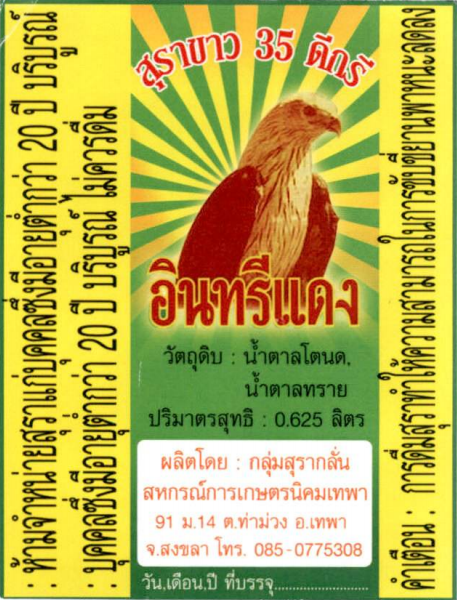 สุราขาว 35 ดีกรี
อินทรีแดง
วัตถุดิบ : น้ำตาลโตนด,
น้ำตาลทราย
ปริมาตรสุทธิ : 0.625 ลิตร
ผลิตโดย : กลุ่มสุรากลั่น
สหกรณ์การเกษตรนิคมเทพา
91 ม.14 ต.ท่าม่วง อ.เทพา
จ.สงขลา โทร. 085-0775308
วัน,เดือน,ปี ที่บรรจุ........................
: ห้ามจำหน่ายสุราแก่บุคคลซึ่งมีอายุต่ำกว่า 20 ปี บริบูรณ์
: บุคคลซึ่งมีอายุต่ำกว่า 20 ปี บริบูรณ์ ไม่ควรดื่ม
คำเตือน : การดื่มสุราทำให้ความสามารถในการขับขี่ยานพาหนะลดลง